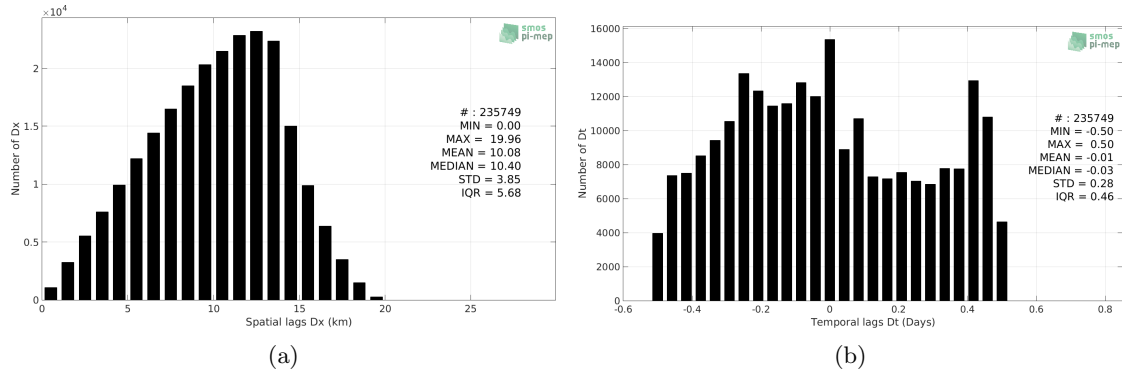 ×10⁴
2
1.5
1
0.5
0
Number of Dx
smos
pi-mep
# : 235749
MIN = 0.00
MAX = 19.96
MEAN = 10.08
MEDIAN = 10.40
STD = 3.85
IQR = 5.68
0 5 10 15 20 25
Spatial lags Dx (km)
(a)
16000
14000
12000
10000
8000
6000
4000
2000
0
Number of Dt
smos
pi-mep
# : 235749
MIN = -0.50
MAX = 0.50
MEAN = -0.01
MEDIAN = -0.03
STD = 0.28
IQR = 0.46
-0.6 -0.4 -0.2 0 0.2 0.4 0.6 0.8
Temporal lags Dt (Days)
(b)